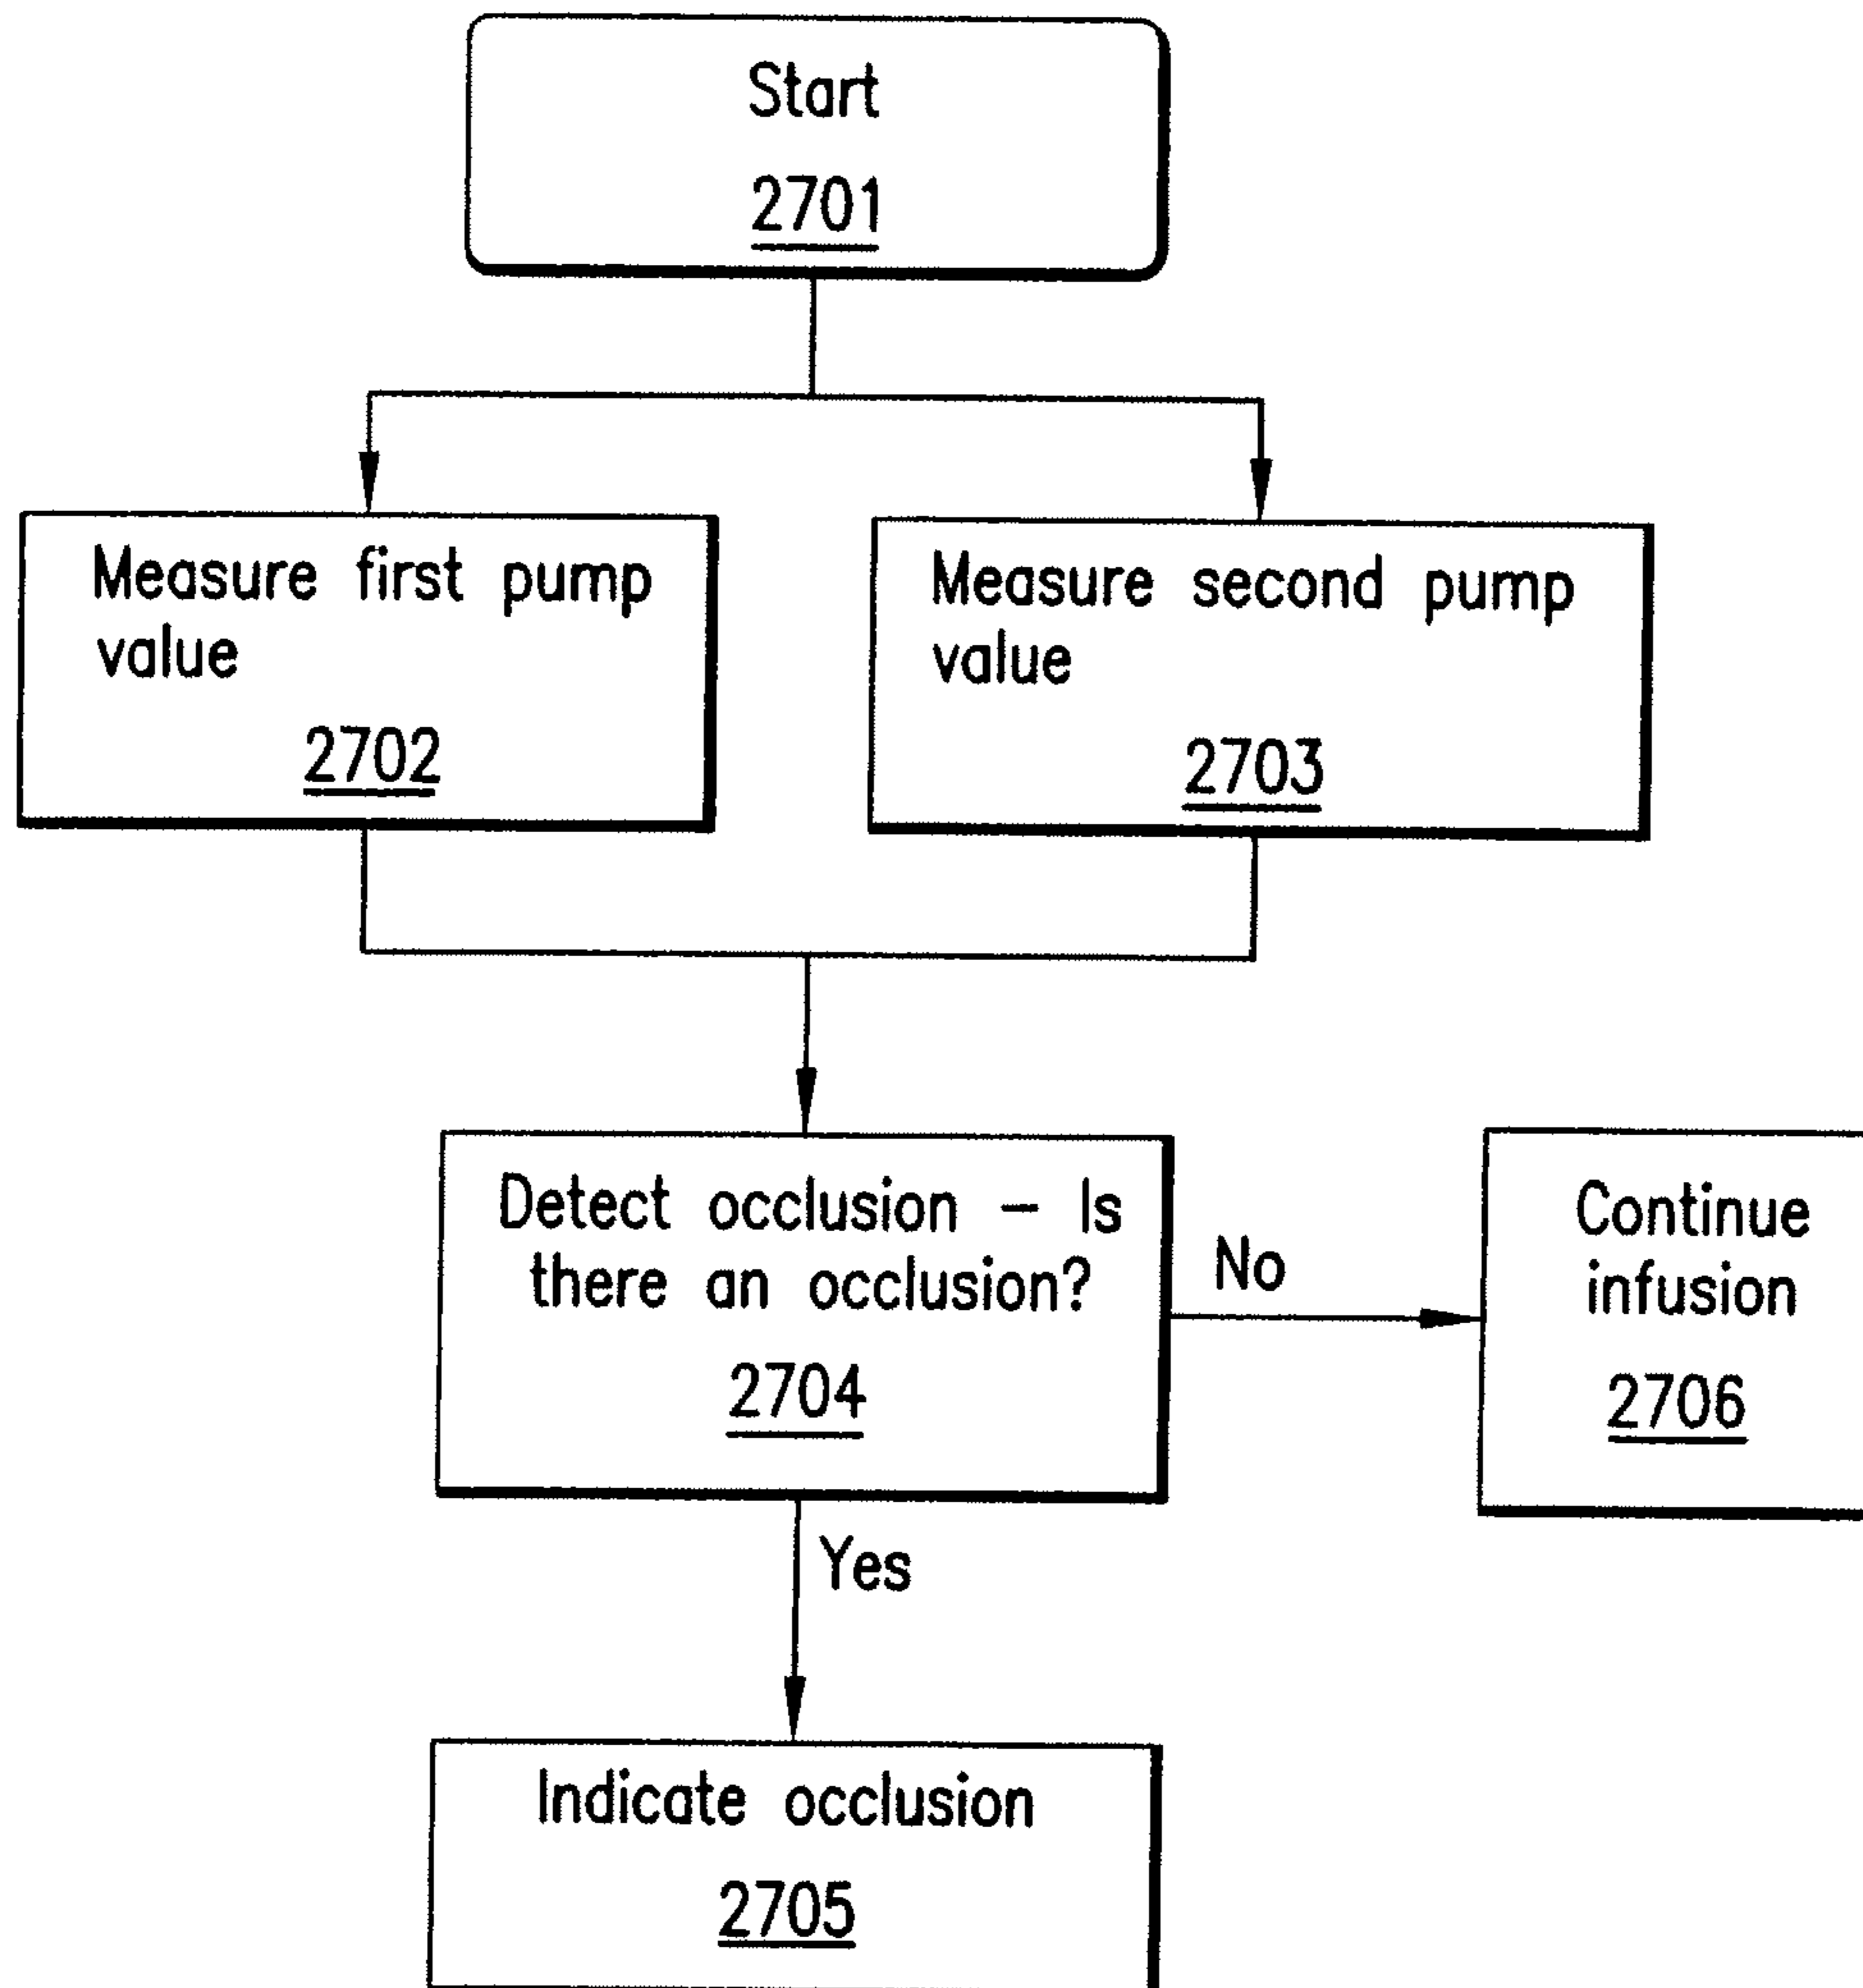 Start
2701
Measure first pump
value
2702
Measure second pump
value
2703
Detect occlusion – Is
there an occlusion?
2704
No
Continue
infusion
2706
Yes
Indicate occlusion
2705